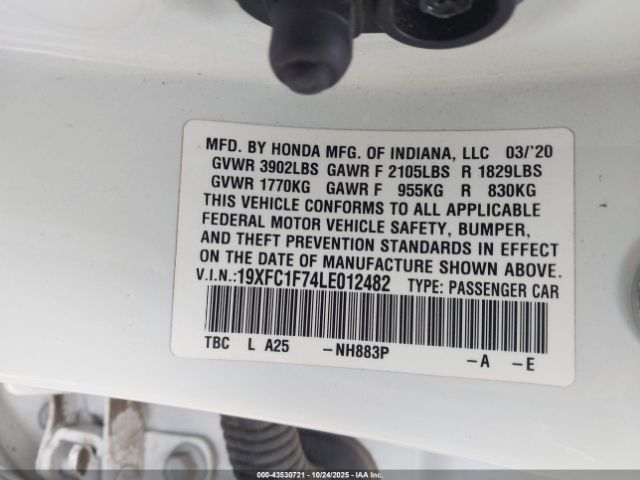 MFD. BY HONDA MFG. OF INDIANA, LLC 03/'20
GVWR 3902LBS GAWR F 2105LBS R 1829LBS
GVWR 1770KG GAWR F 955KG R 830KG
THIS VEHICLE CONFORMS TO ALL APPLICABLE
FEDERAL MOTOR VEHICLE SAFETY, BUMPER,
AND THEFT PREVENTION STANDARDS IN EFFECT
ON THE DATE OF MANUFACTURE SHOWN ABOVE.
V.I.N.:19XFC1F74LE012482 TYPE: PASSENGER CAR
TBC L A25 -NH883P -A -E
000-43530721 - 10/24/2025 - IAAI.com